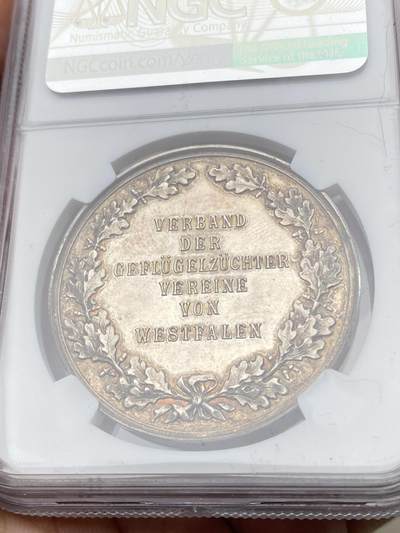 NGC
Numismatic Guaranty Company
NGCcoin.com
VERBAND
DER
GEFLÜGELZÜCHTER
VEREINE
VON
WESTFALEN